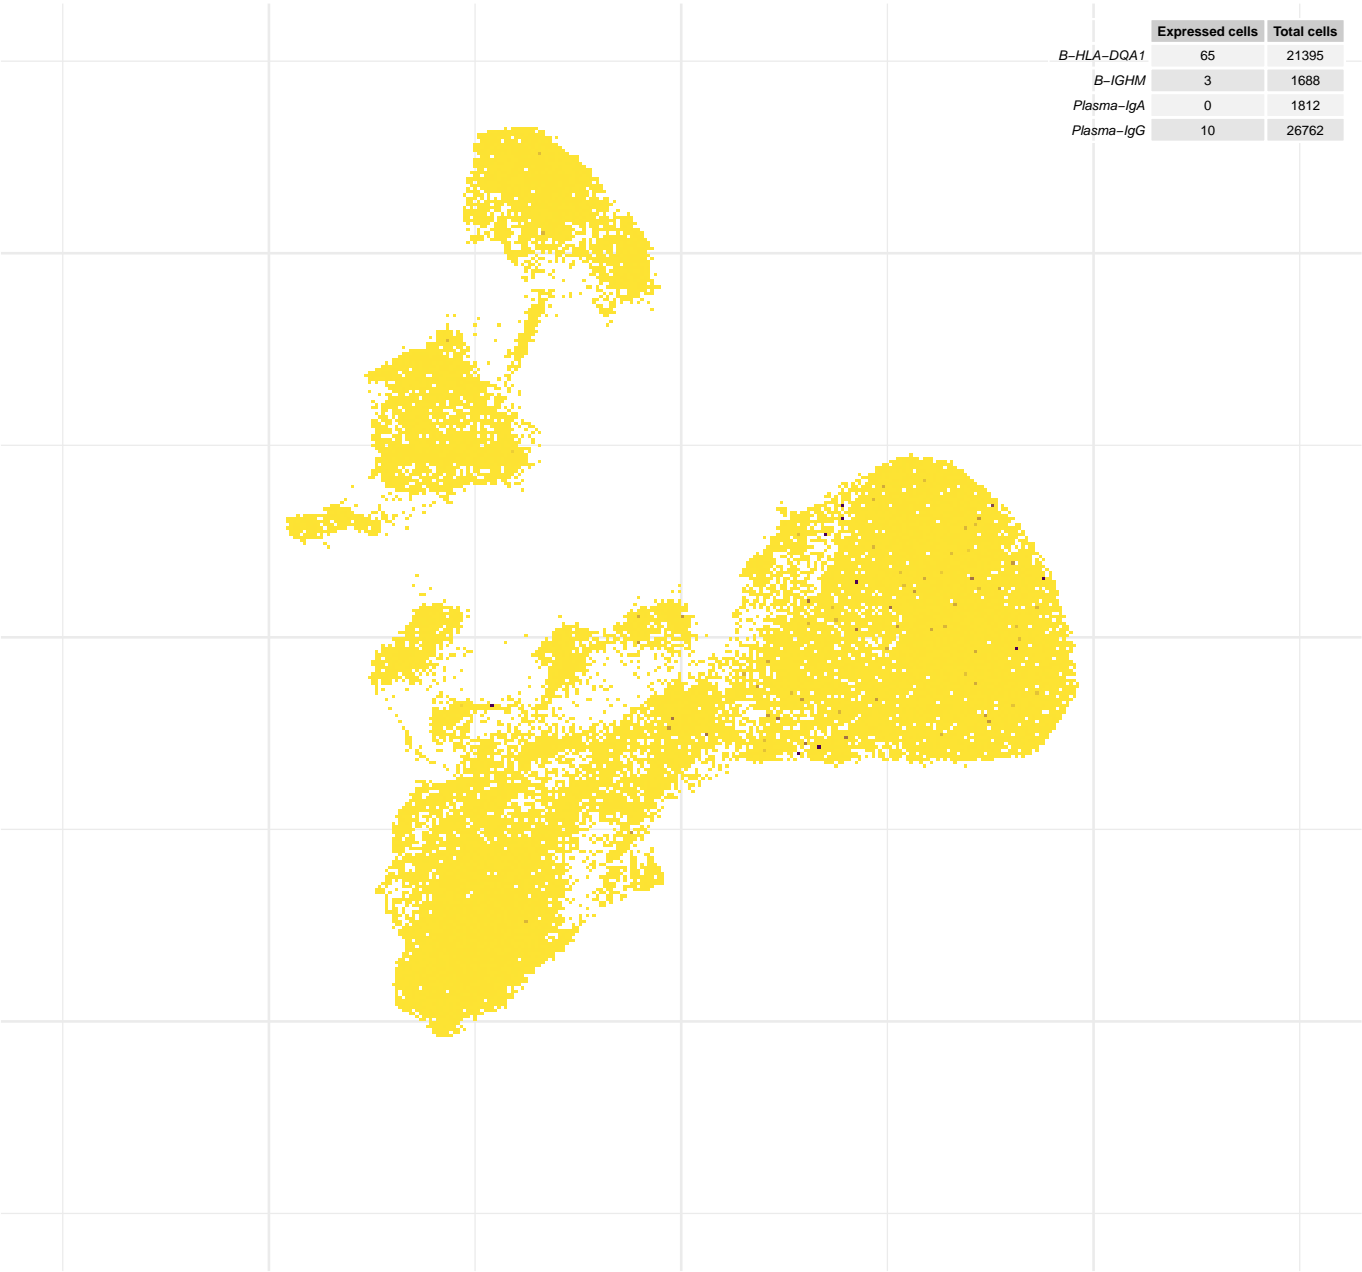 Expressed cells Total cells
B−HLA−DQA1 65 21395
B−IGHM 3 1688
Plasma−IgA 0 1812
Plasma−IgG 10 26762